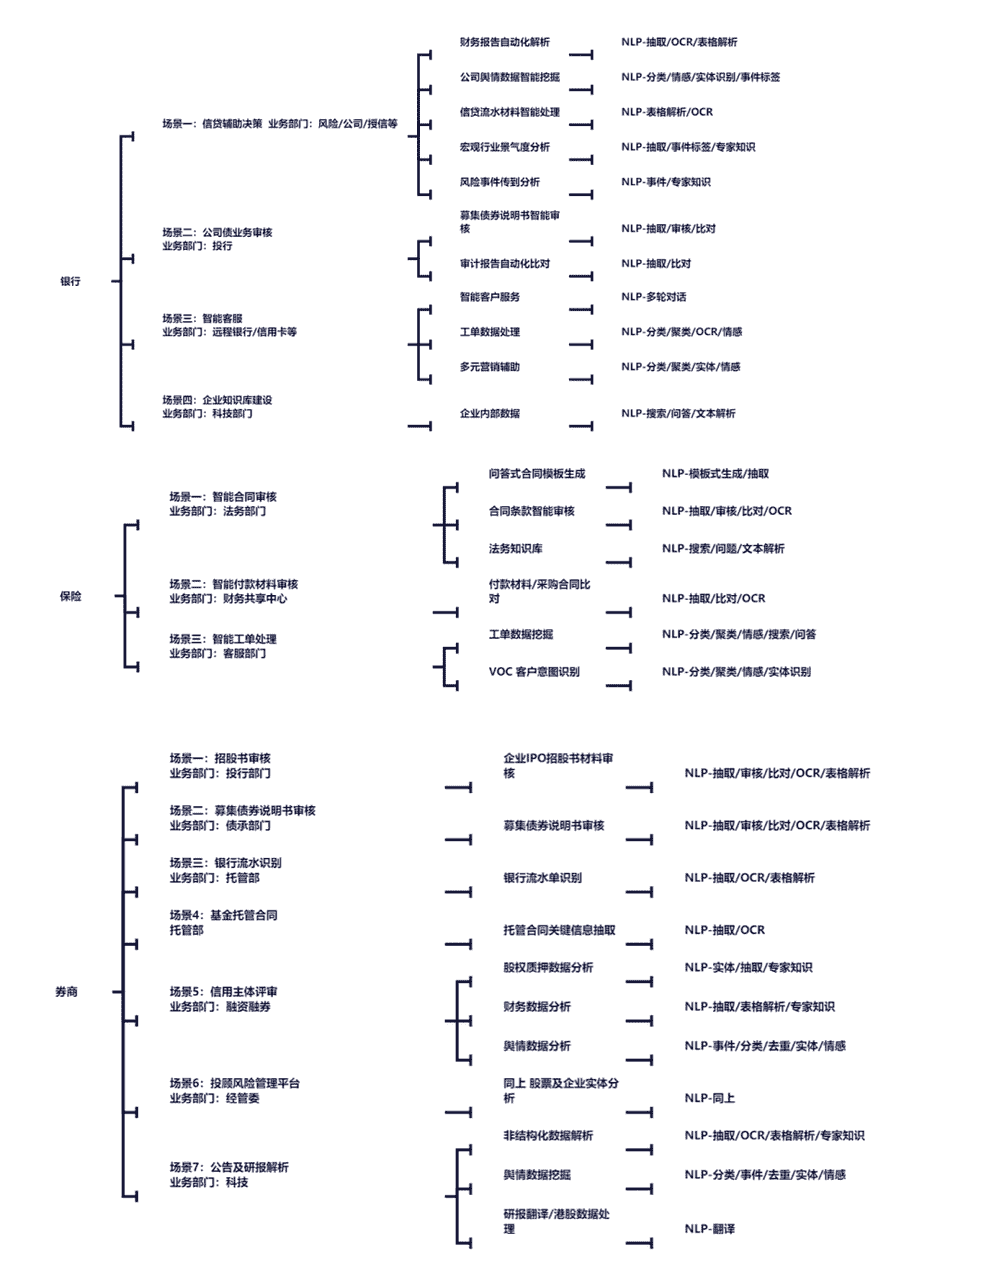 银行
场景一：信贷辅助决策 业务部门：风险/公司/授信等
财务报告自动化解析
NLP-抽取/OCR/表格解析
公司舆情数据智能挖掘
NLP-分类/情感/实体识别/事件标签
信贷流水材料智能处理
NLP-表格解析/OCR
宏观行业景气度分析
NLP-抽取/事件标签/专家知识
风险事件传到分析
NLP-事件/专家知识
场景二：公司债业务审核
业务部门：投行
募集债券说明书智能审
核
NLP-抽取/审核/比对
审计报告自动化比对
NLP-抽取/比对
场景三：智能客服
业务部门：远程银行/信用卡等
智能客户服务
NLP-多轮对话
工单数据处理
NLP-分类/聚类/OCR/情感
多元营销辅助
NLP-分类/聚类/实体/情感
场景四：企业知识库建设
业务部门：科技部门
企业内部数据
NLP-搜索/问答/文本解析
保险
场景一：智能合同审核
业务部门：法务部门
问答式合同模板生成
NLP-模板式生成/抽取
合同条款智能审核
NLP-抽取/审核/比对/OCR
法务知识库
NLP-搜索/问题/文本解析
场景二：智能付款材料审核
业务部门：财务共享中心
付款材料/采购合同比
对
NLP-抽取/比对/OCR
场景三：智能工单处理
业务部门：客服部门
工单数据挖掘
NLP-分类/聚类/情感/搜索/问答
VOC 客户意图识别
NLP-分类/聚类/情感/实体识别
券商
场景一：招股书审核
业务部门：投行部门
企业IPO招股书材料审
核
NLP-抽取/审核/比对/OCR/表格解析
场景二：募集债券说明书审核
业务部门：债承部门
募集债券说明书审核
NLP-抽取/审核/比对/OCR/表格解析
场景三：银行流水识别
业务部门：托管部
银行流水单识别
NLP-抽取/OCR/表格解析
场景4：基金托管合同
托管部
托管合同关键信息抽取
NLP-抽取/OCR
场景5：信用主体评审
业务部门：融资融券
股权质押数据分析
NLP-实体/抽取/专家知识
财务数据分析
NLP-抽取/表格解析/专家知识
舆情数据分析
NLP-事件/分类/去重/实体/情感
场景6：投顾风险管理平台
业务部门：经管委
同上 股票及企业实体分
析
NLP-同上
场景7：公告及研报解析
业务部门：科技
非结构化数据解析
NLP-抽取/OCR/表格解析/专家知识
舆情数据挖掘
NLP-分类/事件/去重/实体/情感
研报翻译/港股数据处
理
NLP-翻译